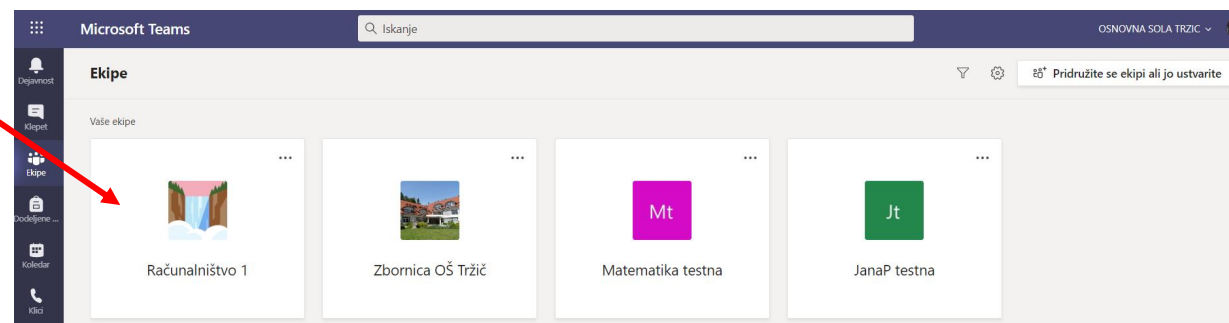 Microsoft Teams
Iskanje
OSNOVNA SOLA TRZIC
Dejavnost
Ekipe
Pridružite se ekipi ali jo ustvarite
Klepet
Vaše ekipe
Ekipe
Dodeljene ...
Koledar
Klici
Mt
Jt
Računalništvo 1
Zbornica OŠ Tržič
Matematika testna
JanaP testna